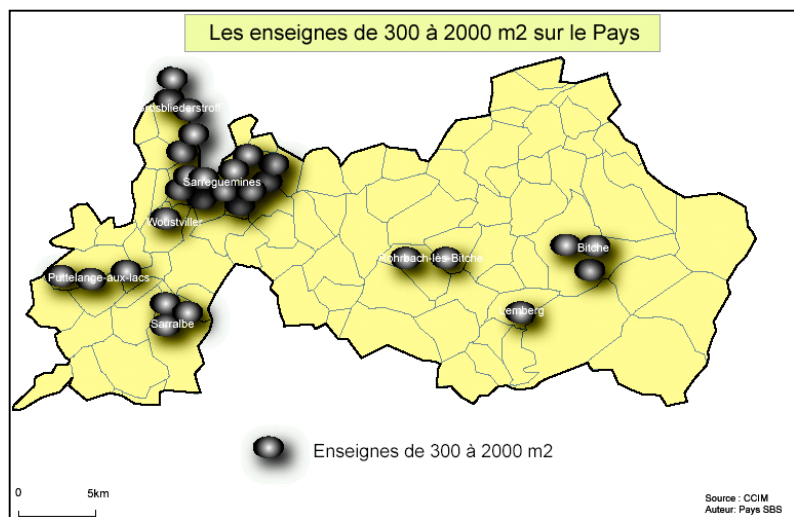 Les enseignes de 300 à 2000 m2 sur le Pays
Sarreguemines
Puttelange-aux-lacs
Sarralbe
Rohrbach-lès-Bitche
Bitche
Lemberg
Enseignes de 300 à 2000 m2
0 5km
Source : CCIM
Auteur: Pays SBS